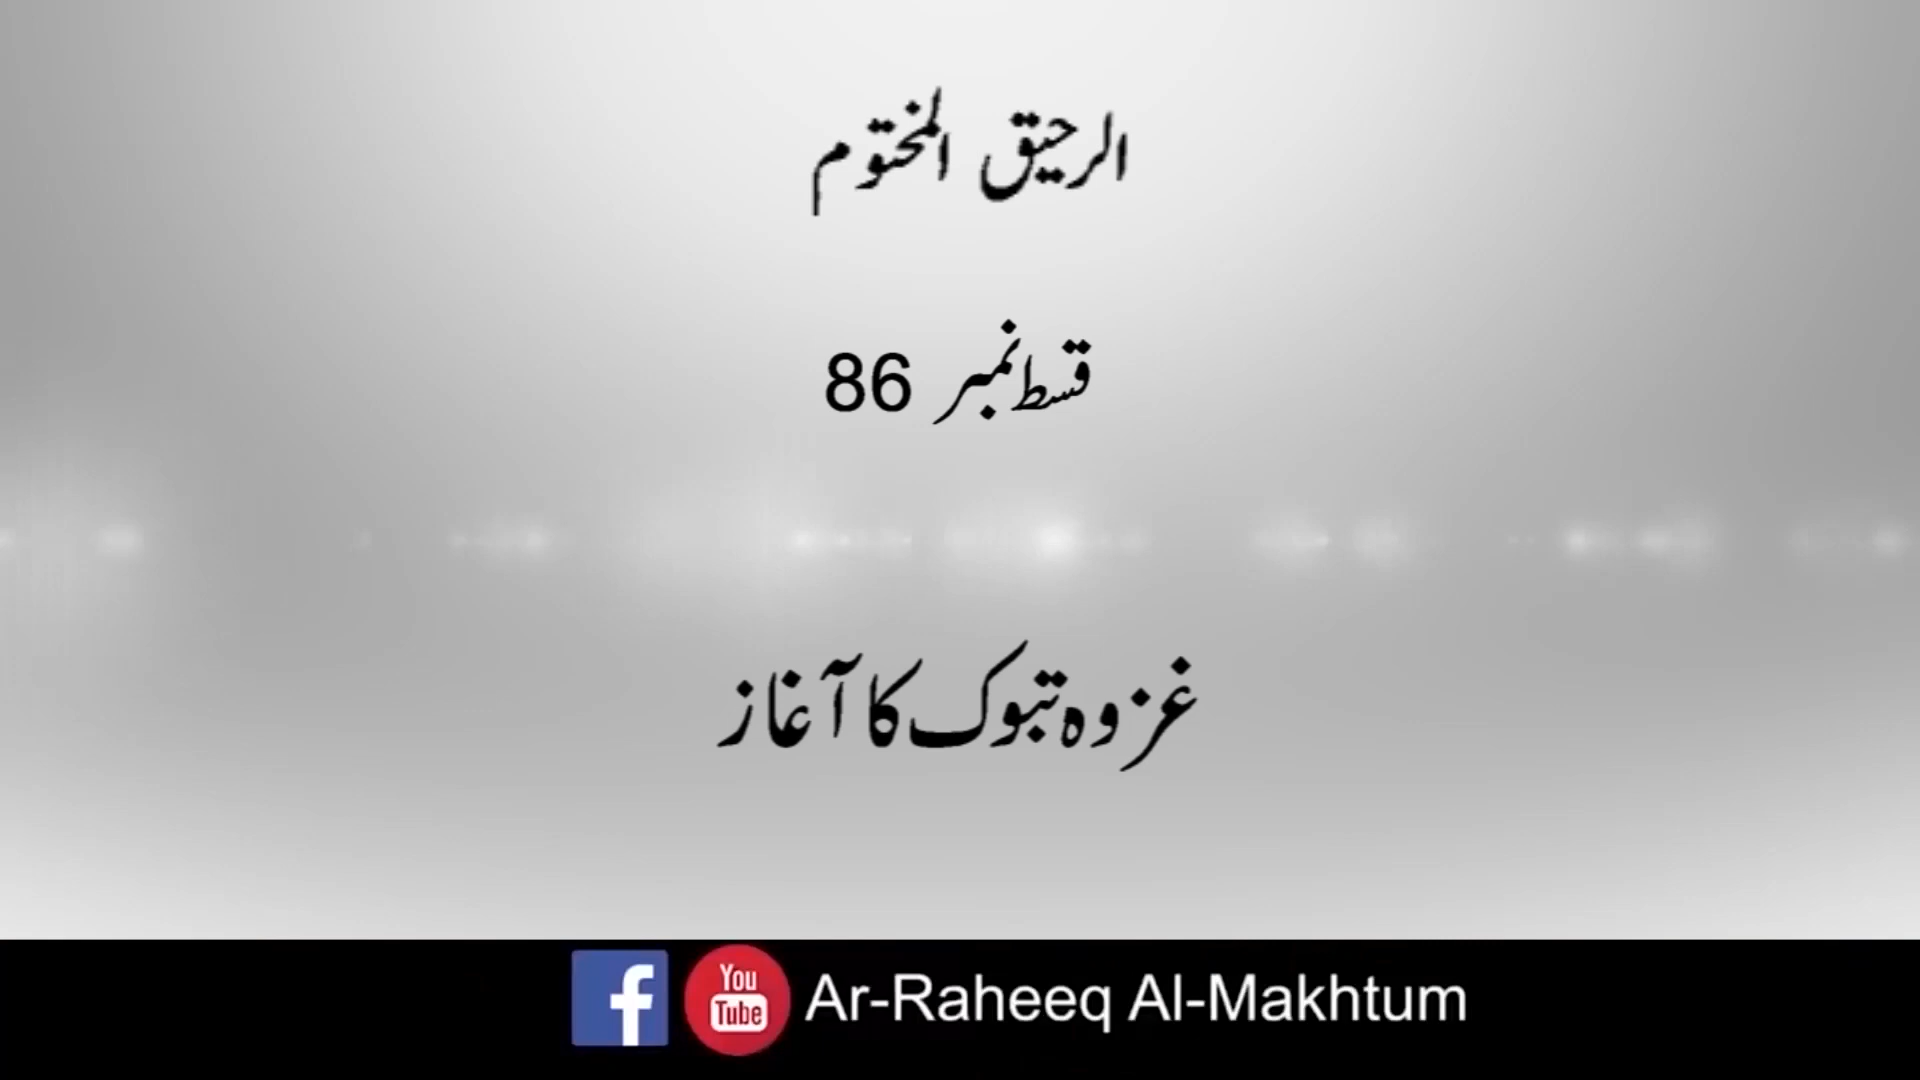 الرحیق المختوم
قسط نمبر 86
غزوہ تبوک کا آغاز
f You Tube Ar-Raheeq Al-Makhtum